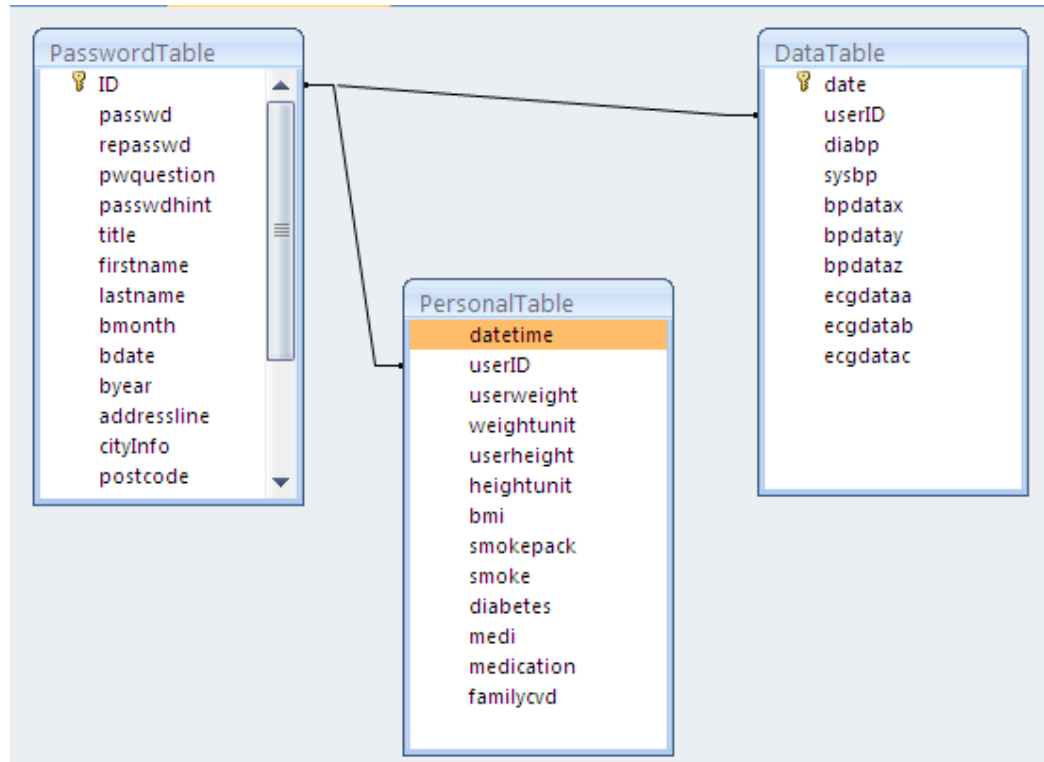 PasswordTable
ID
passwd
repasswd
pwquestion
passwdhint
title
firstname
lastname
bmonth
bdate
byear
addressline
cityInfo
postcode
PersonalTable
datetime
userID
userweight
weightunit
userheight
heightunit
bmi
smokepack
smoke
diabetes
medi
medication
familycvd
DataTable
date
userID
diabp
sysbp
bpdatax
bpdatay
bpdataz
ecgdataa
ecgdatab
ecgdatac